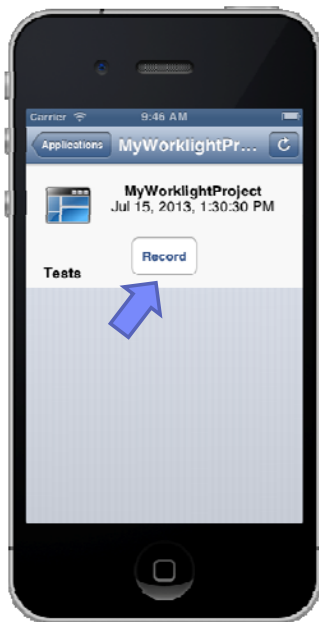 Carrier 9:46 AM
Applications MyWorklightPr...
MyWorklightProject
Jul 15, 2013, 1:30:30 PM
Record
Tests